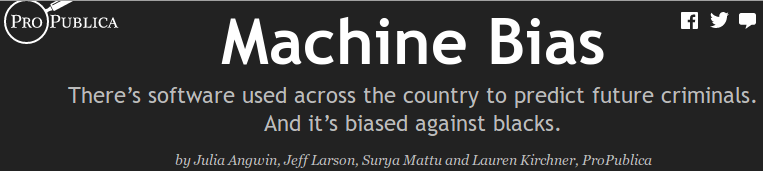 PROPUBLICA
Machine Bias
There's software used across the country to predict future criminals.
And it's biased against blacks.
by Julia Angwin, Jeff Larson, Surya Mattu and Lauren Kirchner, ProPublica